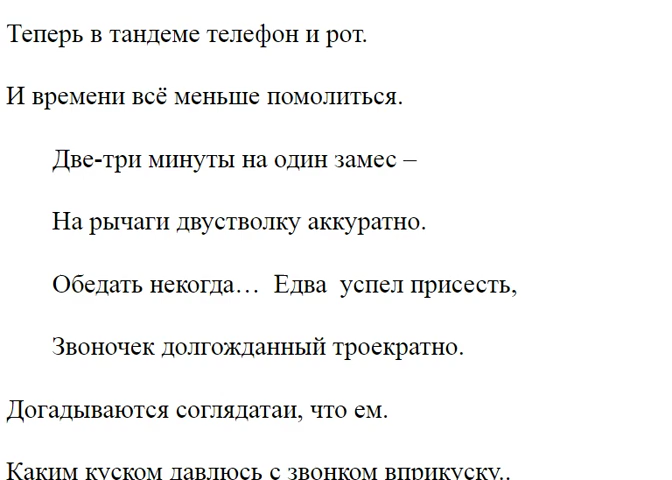 Теперь в тандеме телефон и рот.
И времени всё меньше помолиться.
Две-три минуты на один замес –
На рычаги двустволку аккуратно.
Обедать некогда… Едва  успел присесть,
Звоночек долгожданный троекратно.
Догадываются соглядатаи, что ем.
Каким куском давлюсь с звонком вприкуску..